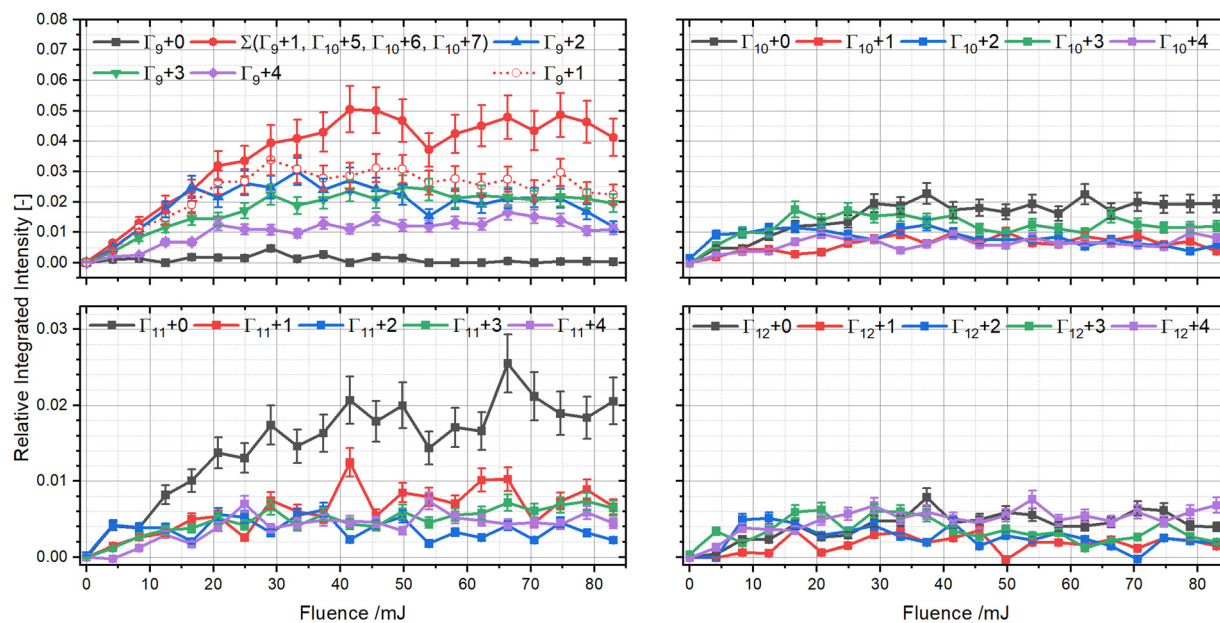 0.08
0.07
0.06
0.05
0.04
0.03
0.02
0.01
0.00
Γ9+0 Σ(Γ9+1, Γ10+5, Γ10+6, Γ10+7) Γ9+2
Γ9+3 Γ9+4 Γ9+1
Γ10+0 Γ10+1 Γ10+2 Γ10+3 Γ10+4
Relative Integrated Intensity [-]
0.03
0.02
0.01
0.00
Γ11+0 Γ11+1 Γ11+2 Γ11+3 Γ11+4
0 10 20 30 40 50 60 70 80
Fluence /mJ
Γ12+0 Γ12+1 Γ12+2 Γ12+3 Γ12+4
0 10 20 30 40 50 60 70 80
Fluence /mJ